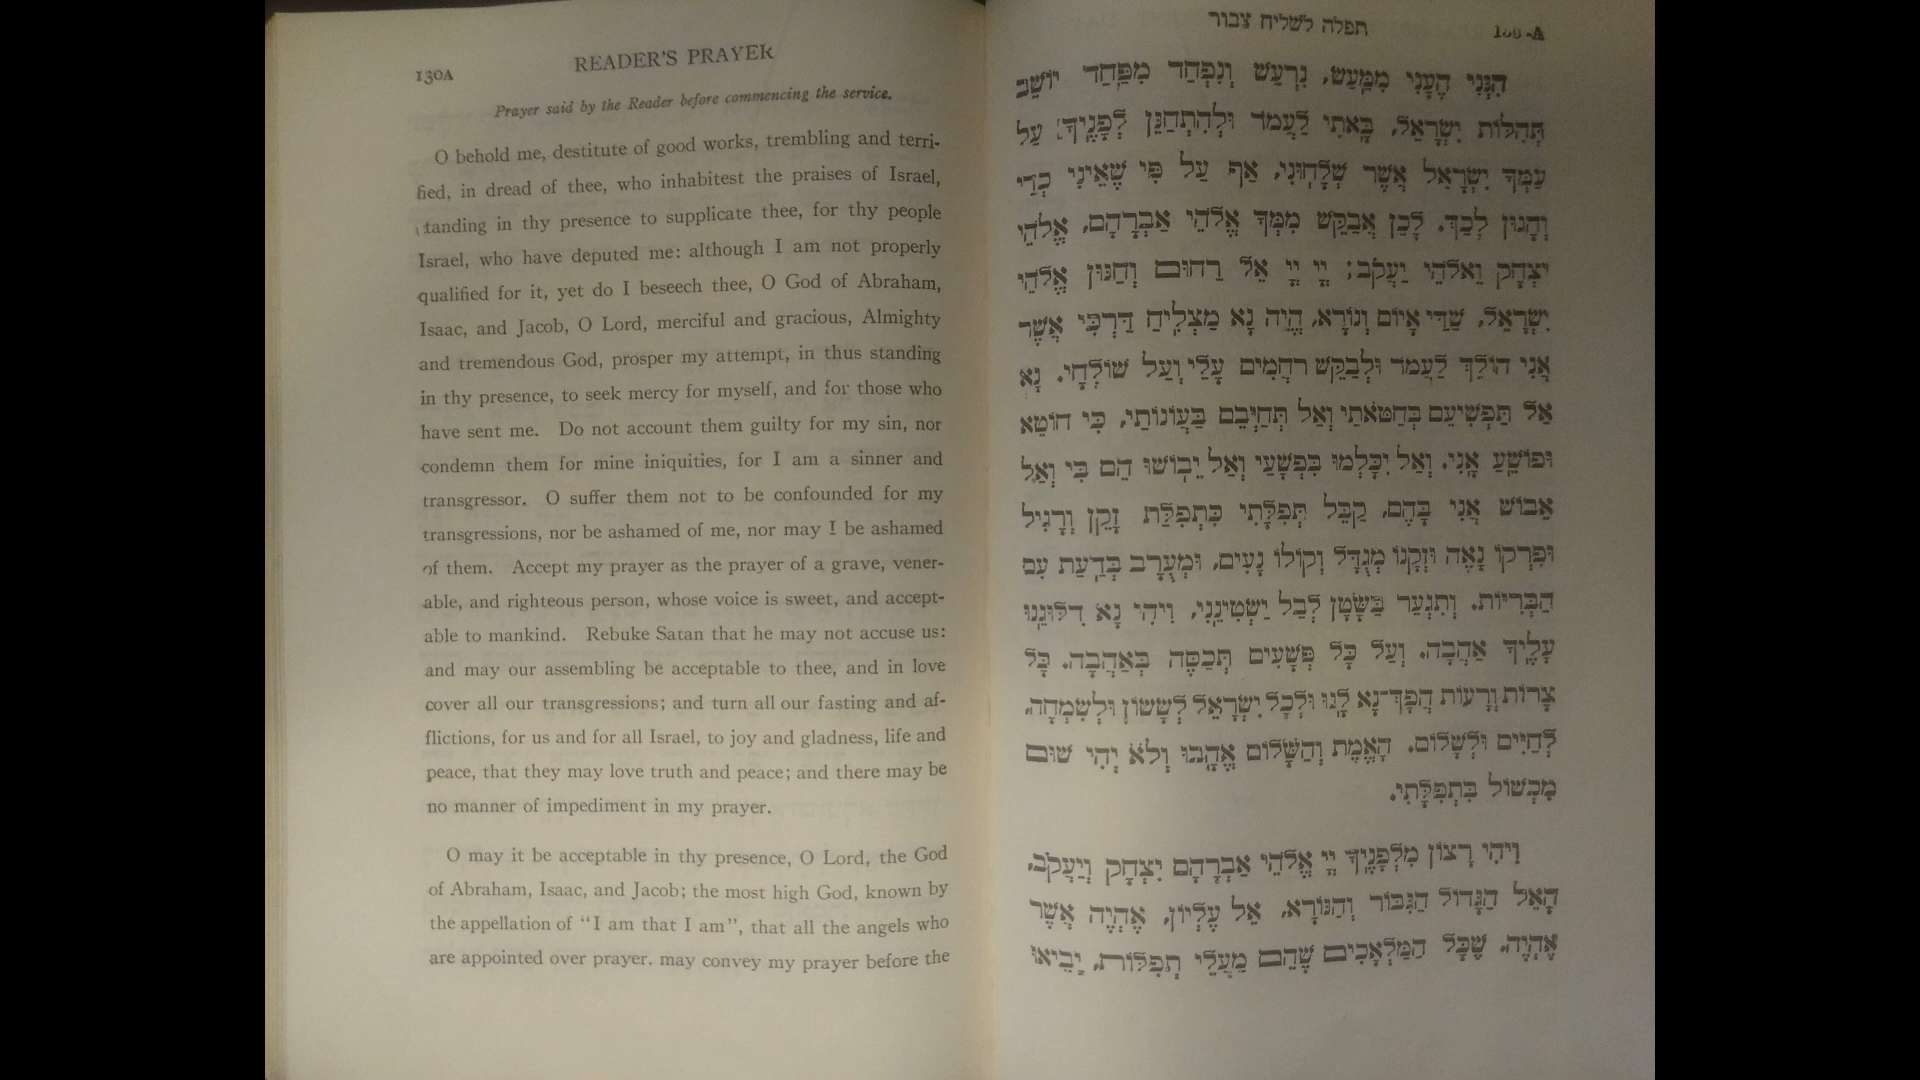 130A
READER'S PRAYER
Prayer said by the Reader before commencing the service.
O behold me, destitute of good works, trembling and terri-
fied, in dread of thee, who inhabitest the praises of Israel,
tanding in thy presence to supplicate thee, for thy people
Israel, who have deputed me: although I am not properly
qualified for it, yet do I beseech thee, O God of Abraham,
Isaac, and Jacob, O Lord, merciful and gracious, Almighty
and tremendous God, prosper my attempt, in thus standing
in thy presence, to seek mercy for myself, and for those who
have sent me. Do not account them guilty for my sin, nor
condemn them for mine iniquities, for I am a sinner and
transgressor. O suffer them not to be confounded for my
transgressions, nor be ashamed of me, nor may I be ashamed
of them. Accept my prayer as the prayer of a grave, vener-
able, and righteous person, whose voice is sweet, and accept-
able to mankind. Rebuke Satan that he may not accuse us:
and may our assembling be acceptable to thee, and in love
cover all our transgressions; and turn all our fasting and af-
flictions, for us and for all Israel, to joy and gladness, life and
peace, that they may love truth and peace; and there may be
no manner of impediment in my prayer.
O may it be acceptable in thy presence, O Lord, the God
of Abraham, Isaac, and Jacob; the most high God, known by
the appellation of "I am that I am", that all the angels who
are appointed over prayer. may convey my prayer before the
תפלה לשליח צבור
הִנְנִי הֶעָנִי מִמַּעַשׂ, נִרְעַשׁ וְנִפְחַד מִפַּחַד יוֹשֵׁב
תְּהִלּוֹת יִשְׂרָאֵל, בָּאתִי לַעֲמֹד וּלְהִתְחַנֵּן לְפָנֶיךָ עַל
עַמְּךָ יִשְׂרָאֵל אֲשֶׁר שְׁלָחוּנִי, אַף עַל פִּי שֶׁאֵינִי כְדַי
וְהָגוּן לְכָךְ. לָכֵן אֲבַקֵּשׁ מִמְּךָ אֱלֹהֵי אַבְרָהָם, אֱלֹהֵי
יִצְחָק וֵאלֹהֵי יַעֲקֹב; יְיָ יְיָ אֵל רַחוּם וְחַנּוּן אֱלֹהֵי
יִשְׂרָאֵל, שַׁדַּי אָיוֹם וְנוֹרָא, הֱיֵה נָא מַצְלִיחַ דַּרְכִּי אֲשֶׁר
אֲנִי הוֹלֵךְ לַעֲמֹד וּלְבַקֵּשׁ רַחֲמִים עָלַי וְעַל שׁוֹלְחָי. נָא
אַל תַּפְשִׁיעֵם בְּחַטֹּאתַי וְאַל תְּחַיְּבֵם בַּעֲוֹנוֹתַי, כִּי חוֹטֵא
וּפוֹשֵׁעַ אָנִי. וְאַל יִכָּלְמוּ בִּפְשָׁעַי וְאַל יֵבוֹשׁוּ הֵם בִּי וְאַל
אֵבוֹשׁ אֲנִי בָּהֶם, קַבֵּל תְּפִלָּתִי כִּתְפִלַּת זָקֵן וְרָגִיל
וּפִרְקוֹ נָאֶה וּזְקָנוֹ מְגֻדָּל וְקוֹלוֹ נָעִים, וּמְעֻרָב בְּדַעַת עִם
הַבְּרִיּוֹת. וְתִגְעַר בַּשָּׂטָן לְבַל יַשְׂטִינֵנִי, וִיהִי נָא דִלּוּגֵנוּ
עָלֶיךָ אַהֲבָה. וְעַל כָּל פְּשָׁעִים תְּכַסֶּה בְּאַהֲבָה. כָּל
צָרוֹת וְרָעוֹת הֲפָךְ־נָא לָנוּ וּלְכָל יִשְׂרָאֵל לְשָׂשׂוֹן וּלְשִׂמְחָה,
לְחַיִּים וּלְשָׁלוֹם. הָאֱמֶת וְהַשָּׁלוֹם אֱהָבוּ וְלֹא יְהִי שׁוּם
מִכְשׁוֹל בִּתְפִלָּתִי.
וִיהִי רָצוֹן מִלְּפָנֶיךָ יְיָ אֱלֹהֵי אַבְרָהָם יִצְחָק וְיַעֲקֹב,
הָאֵל הַגָּדוֹל הַגִּבּוֹר וְהַנּוֹרָא, אֵל עֶלְיוֹן, אֶהְיֶה אֲשֶׁר
אֶהְיֶה, שֶׁכָּל הַמַּלְאָכִים שֶׁהֵם מַעֲלֵי תְפִלּוֹת, יָבִיאוּ